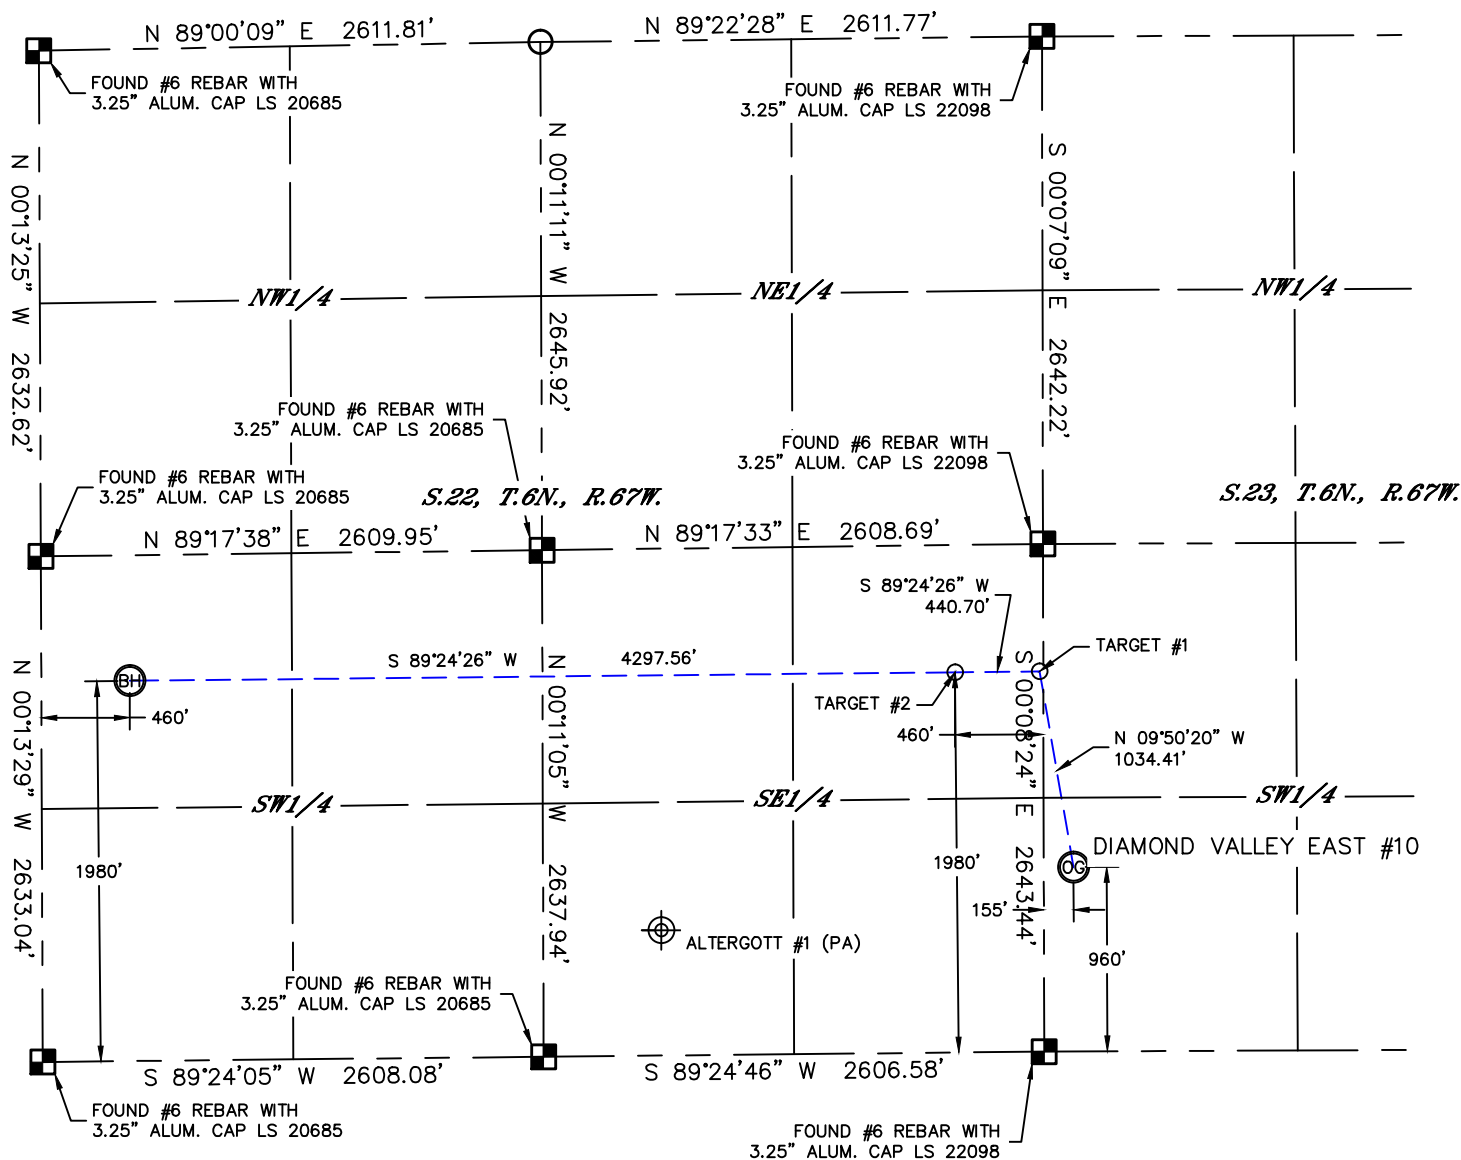 N 89°00'09" E 2611.81'
N 89°22'28" E 2611.77'
FOUND #6 REBAR WITH
3.25" ALUM. CAP LS 20685
FOUND #6 REBAR WITH
3.25" ALUM. CAP LS 22098
N 00°13'25" W 2632.62'
N 00°11'11" W 2645.92'
S 00°07'09" E 2642.22'
NW1/4
NE1/4
NW1/4
FOUND #6 REBAR WITH
3.25" ALUM. CAP LS 20685
FOUND #6 REBAR WITH
3.25" ALUM. CAP LS 22098
FOUND #6 REBAR WITH
3.25" ALUM. CAP LS 20685
S.22, T.6N., R.67W.
S.23, T.6N., R.67W.
N 89°17'38" E 2609.95'
N 89°17'33" E 2608.69'
S 89°24'26" W
440.70'
TARGET #1
S 89°24'26" W 4297.56'
BH
TARGET #2
460'
460'
N 09°50'20" W
1034.41'
N 00°13'29" W 2633.04'
N 00°11'05" W 2637.94'
S 00°08'24" E 2643.44'
SW1/4
SE1/4
SW1/4
DIAMOND VALLEY EAST #10
OG
1980'
1980'
155'
960'
ALTERGOTT #1 (PA)
FOUND #6 REBAR WITH
3.25" ALUM. CAP LS 20685
S 89°24'05" W 2608.08'
S 89°24'46" W 2606.58'
FOUND #6 REBAR WITH
3.25" ALUM. CAP LS 20685
FOUND #6 REBAR WITH
3.25" ALUM. CAP LS 22098